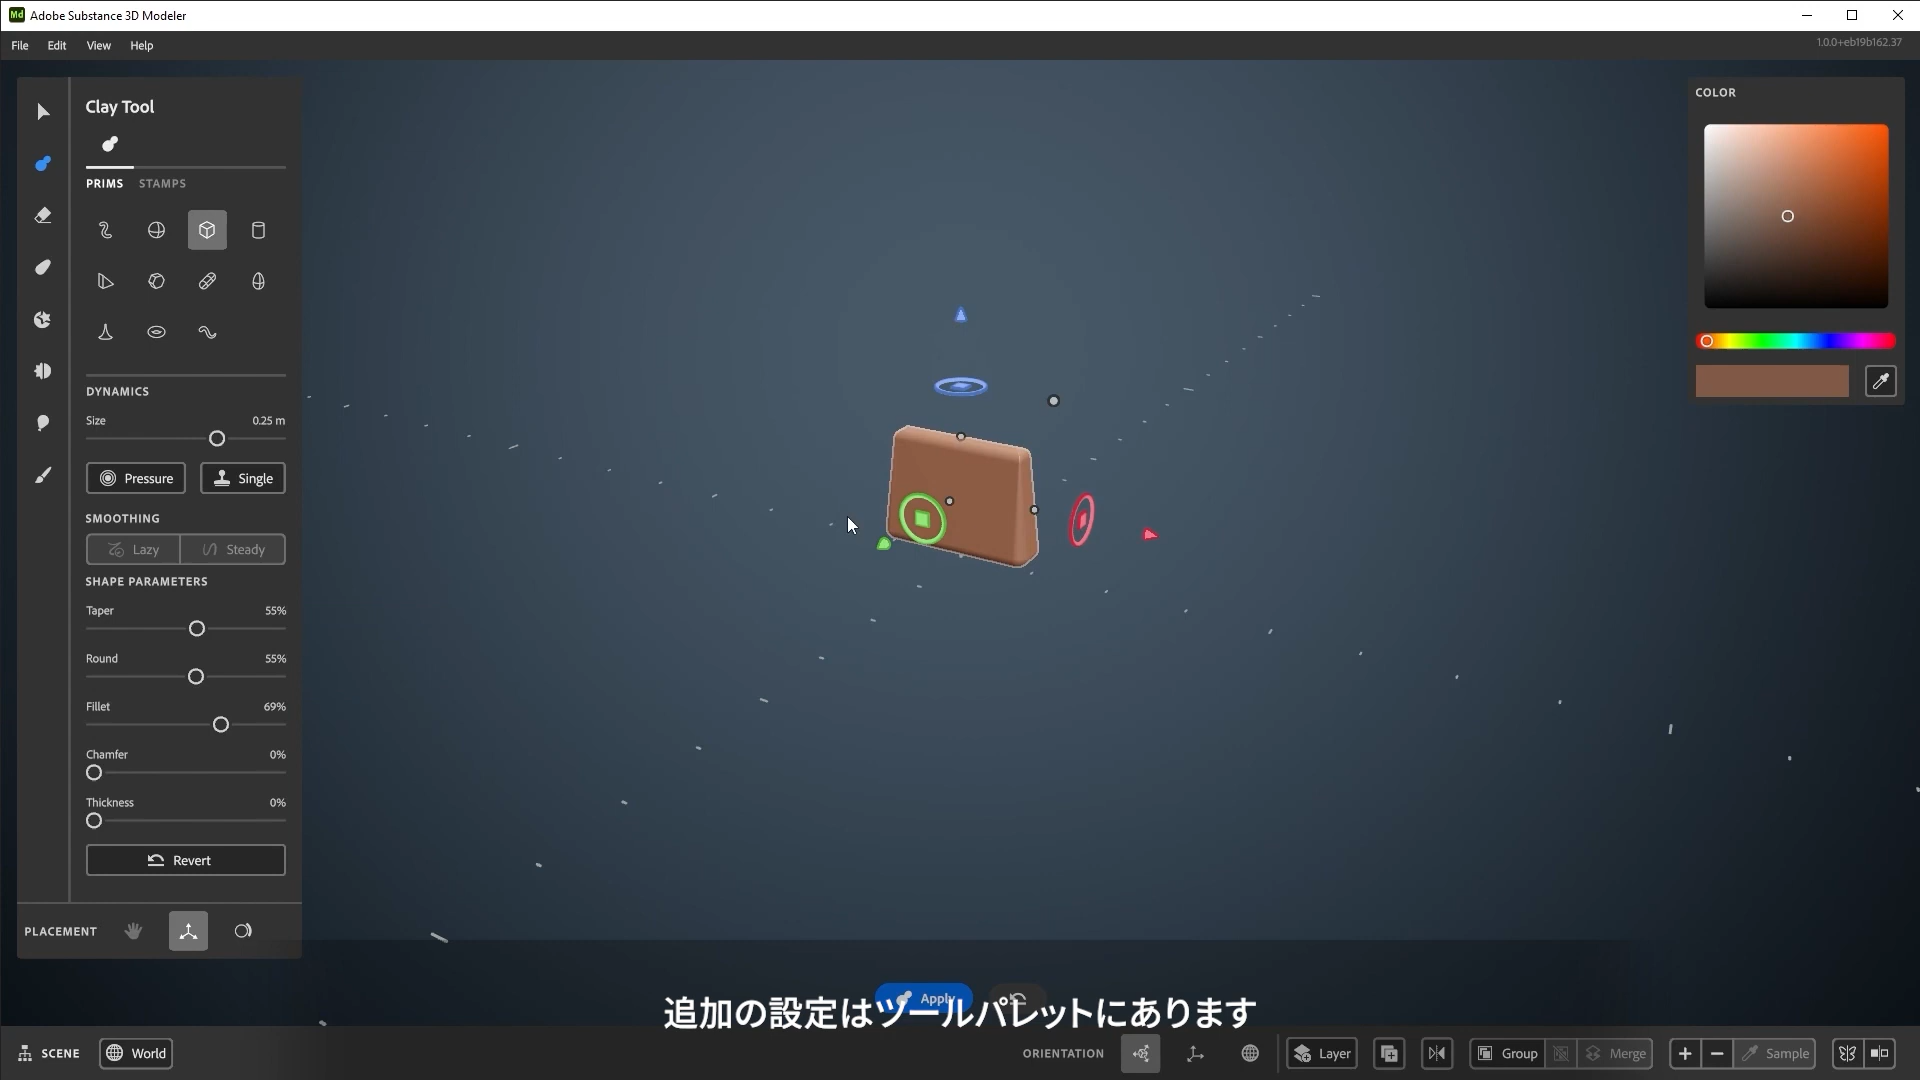 Md Adobe Substance 3D Modeler
File Edit View Help
1.0.0+eb19b162.37
Clay Tool
PRIMS STAMPS
DYNAMICS
Size 0.25 m
Pressure Single
SMOOTHING
Lazy Steady
SHAPE PARAMETERS
Taper 55%
Round 55%
Fillet 69%
Chamfer 0%
Thickness 0%
Revert
PLACEMENT
COLOR
Apply
追加の設定はツールパレットにあります
SCENE World ORIENTATION Layer Group Merge Sample